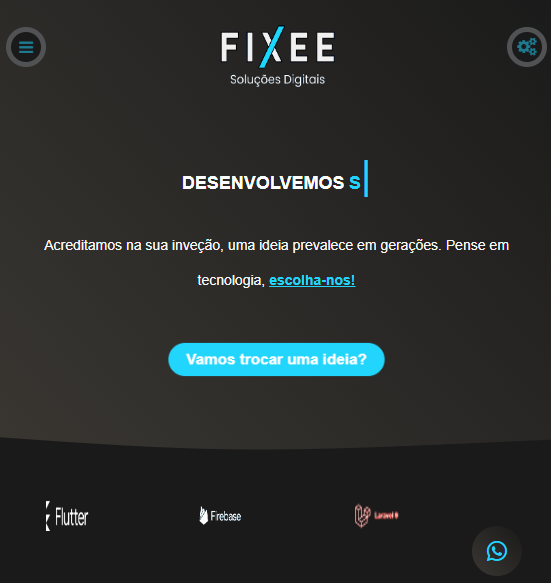 FIXEE
Soluções Digitais
DESENVOLVEMOS S
Acreditamos na sua inveção, uma ideia prevalece em gerações. Pense em
tecnologia, escolha-nos!
Vamos trocar uma ideia?
Flutter Firebase Laravel 8